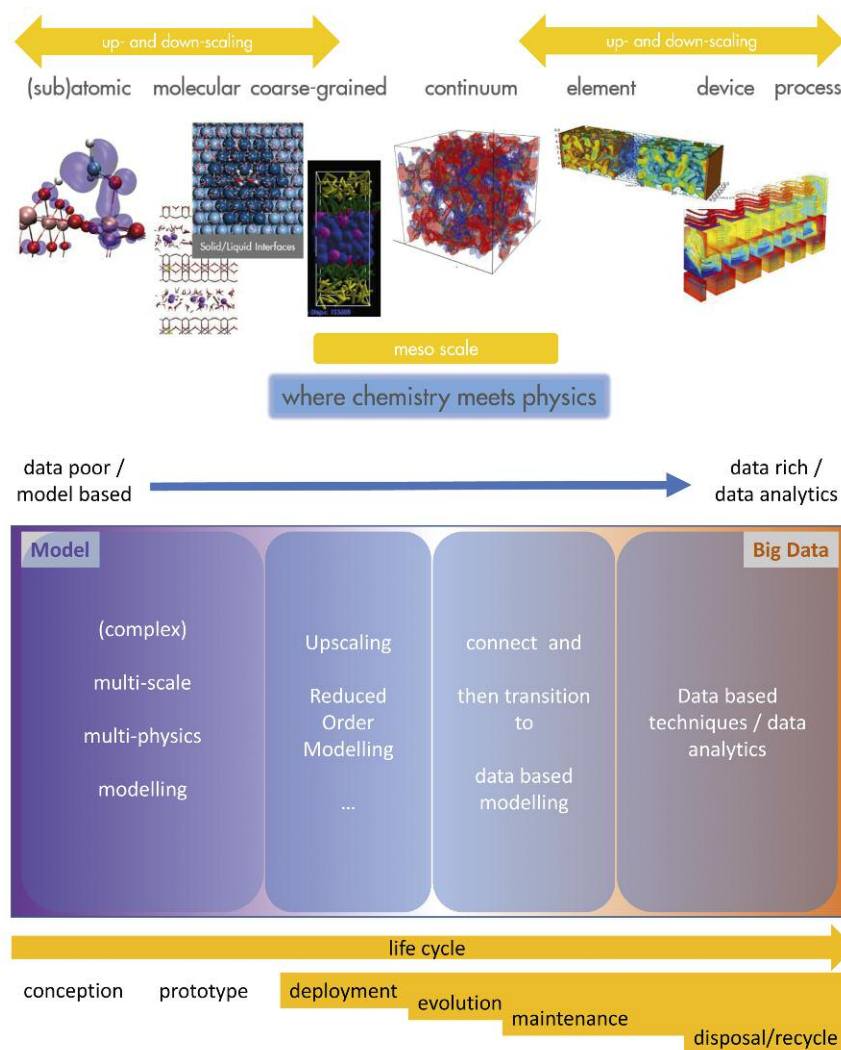 up- and down-scaling
up- and down-scaling
(sub)atomic molecular coarse-grained continuum element device process
Solid/Liquid Interfaces
meso scale
where chemistry meets physics
data poor /
model based
data rich /
data analytics
Model
Big Data
(complex)
multi-scale
multi-physics
modelling
Upscaling
Reduced
Order
Modelling
...
connect and
then transition
to
data based
modelling
Data based
techniques / data
analytics
life cycle
conception prototype deployment
evolution
maintenance
disposal/recycle